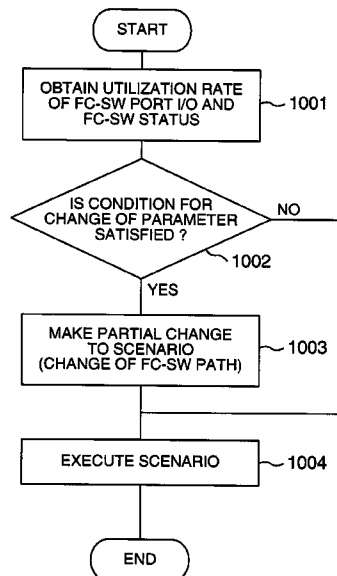 START
OBTAIN UTILIZATION RATE
OF FC-SW PORT I/O AND
FC-SW STATUS
1001
IS CONDITION FOR
CHANGE OF PARAMETER
SATISFIED ?
NO
1002
YES
MAKE PARTIAL CHANGE
TO SCENARIO
(CHANGE OF FC-SW PATH)
1003
EXECUTE SCENARIO
1004
END